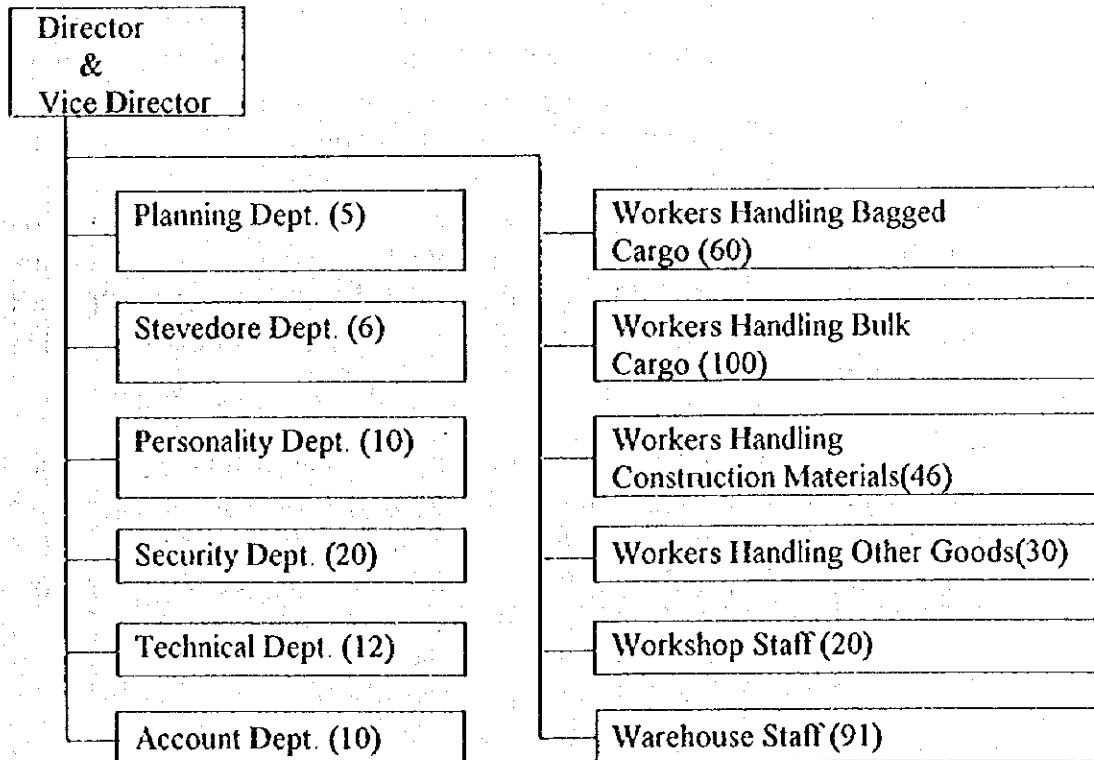 Director
&
Vice Director
Planning Dept. (5)
Stevedore Dept. (6)
Personality Dept. (10)
Security Dept. (20)
Technical Dept. (12)
Account Dept. (10)
Workers Handling Bagged
Cargo (60)
Workers Handling Bulk
Cargo (100)
Workers Handling
Construction Materials(46)
Workers Handling Other Goods(30)
Workshop Staff (20)
Warehouse Staff (91)